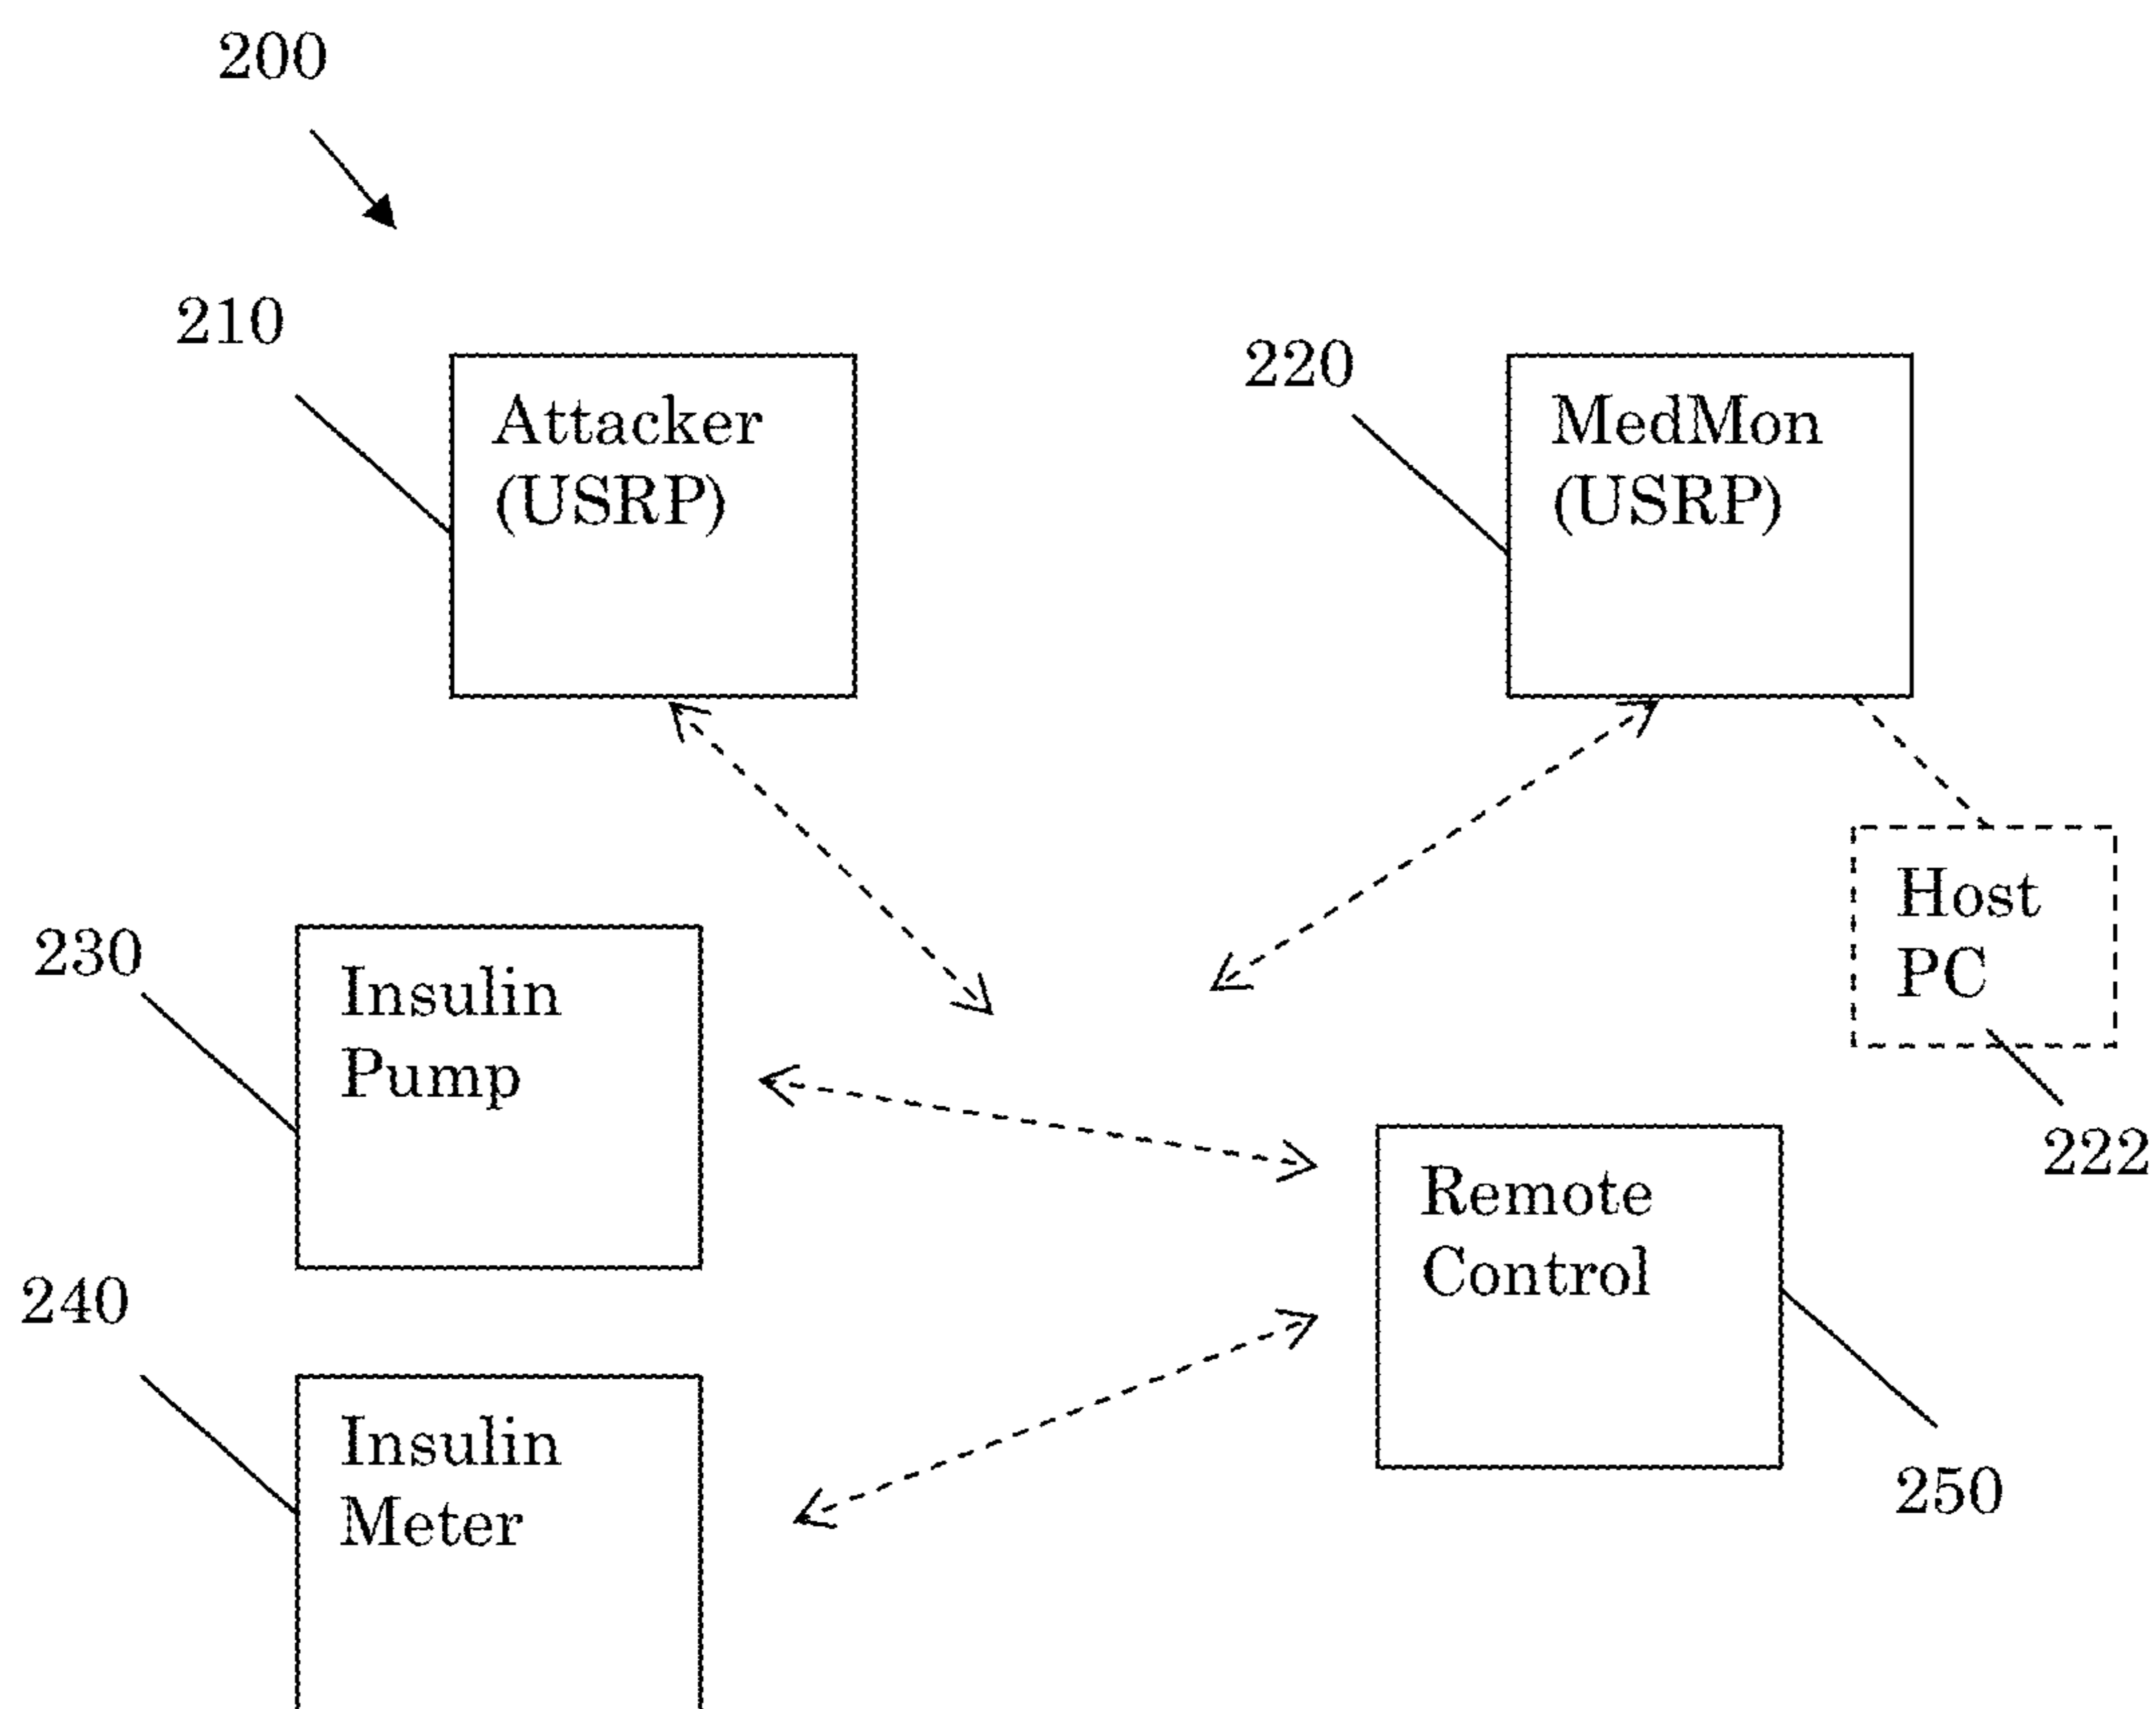 200
210
Attacker
(USRP)
220
MedMon
(USRP)
Host
PC
222
230
Insulin
Pump
Remote
Control
250
240
Insulin
Meter